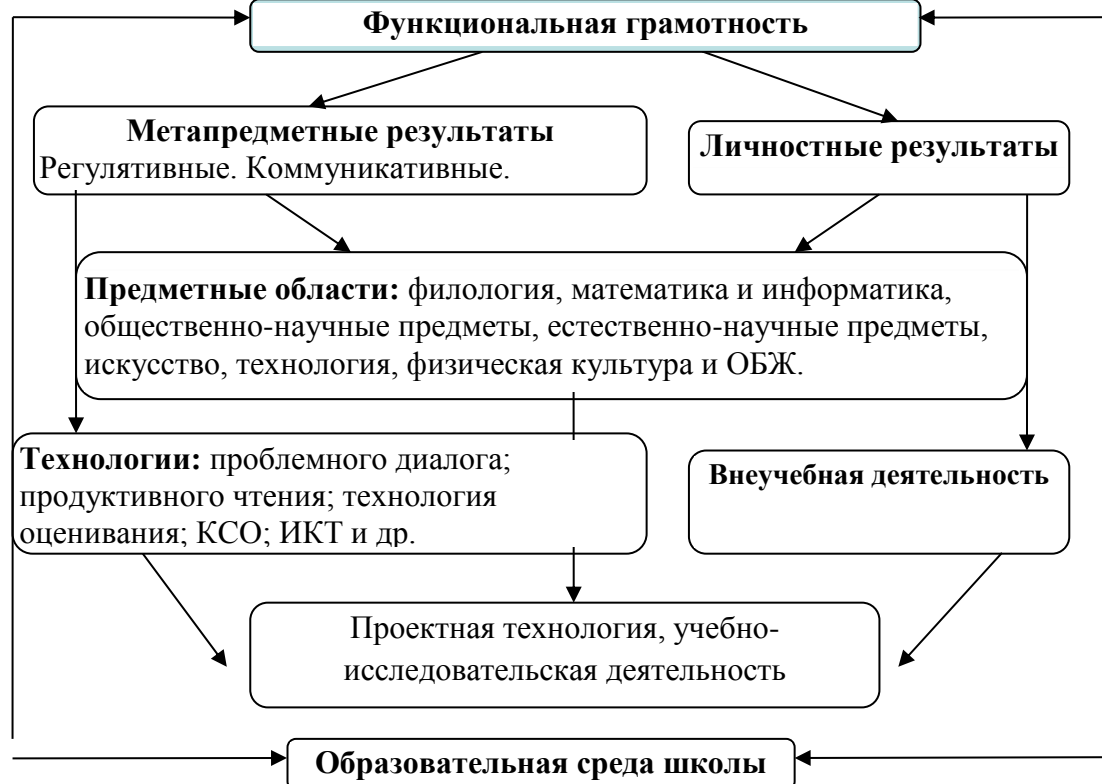 Функциональная грамотность
Метапредметные результаты
Регулятивные. Коммуникативные.
Личностные результаты
Предметные области: филология, математика и информатика,
общественно-научные предметы, естественно-научные предметы,
искусство, технология, физическая культура и ОБЖ.
Технологии: проблемного диалога;
продуктивного чтения; технология
оценивания; КСО; ИКТ и др.
Внеучебная деятельность
Проектная технология, учебно-
исследовательская деятельность
Образовательная среда школы